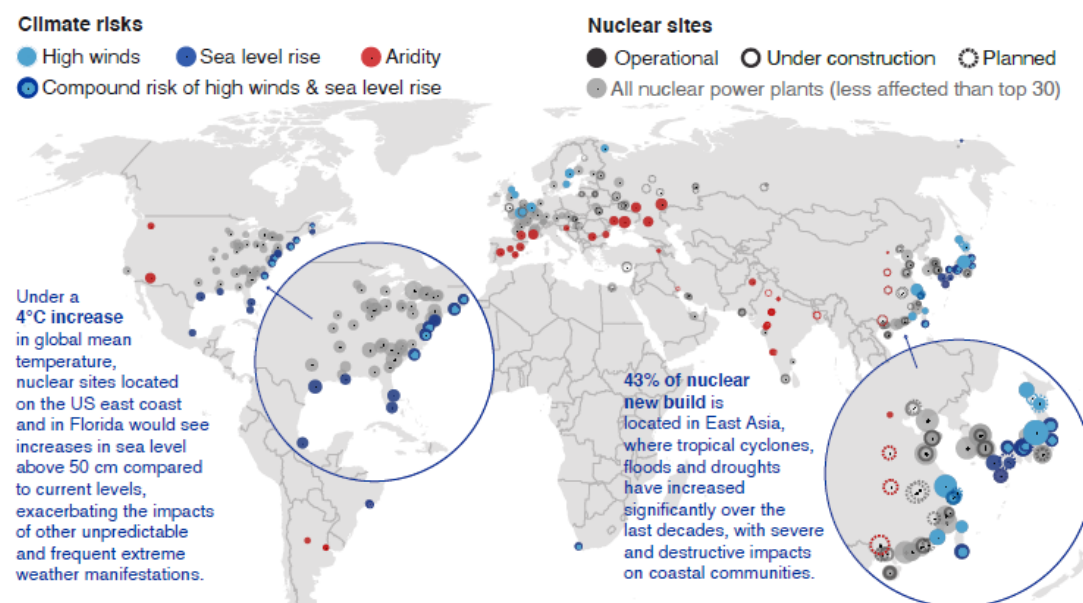 Climate risks
High winds
Sea level rise
Aridity
Compound risk of high winds & sea level rise
Nuclear sites
Operational
Under construction
Planned
All nuclear power plants (less affected than top 30)
Under a
4°C increase
in global mean
temperature,
nuclear sites located
on the US east coast
and in Florida would see
increases in sea level
above 50 cm compared
to current levels,
exacerbating the impacts
of other unpredictable
and frequent extreme
weather manifestations.
43% of nuclear
new build is
located in East Asia,
where tropical cyclones,
floods and droughts
have increased
significantly over the
last decades, with severe
and destructive impacts
on coastal communities.